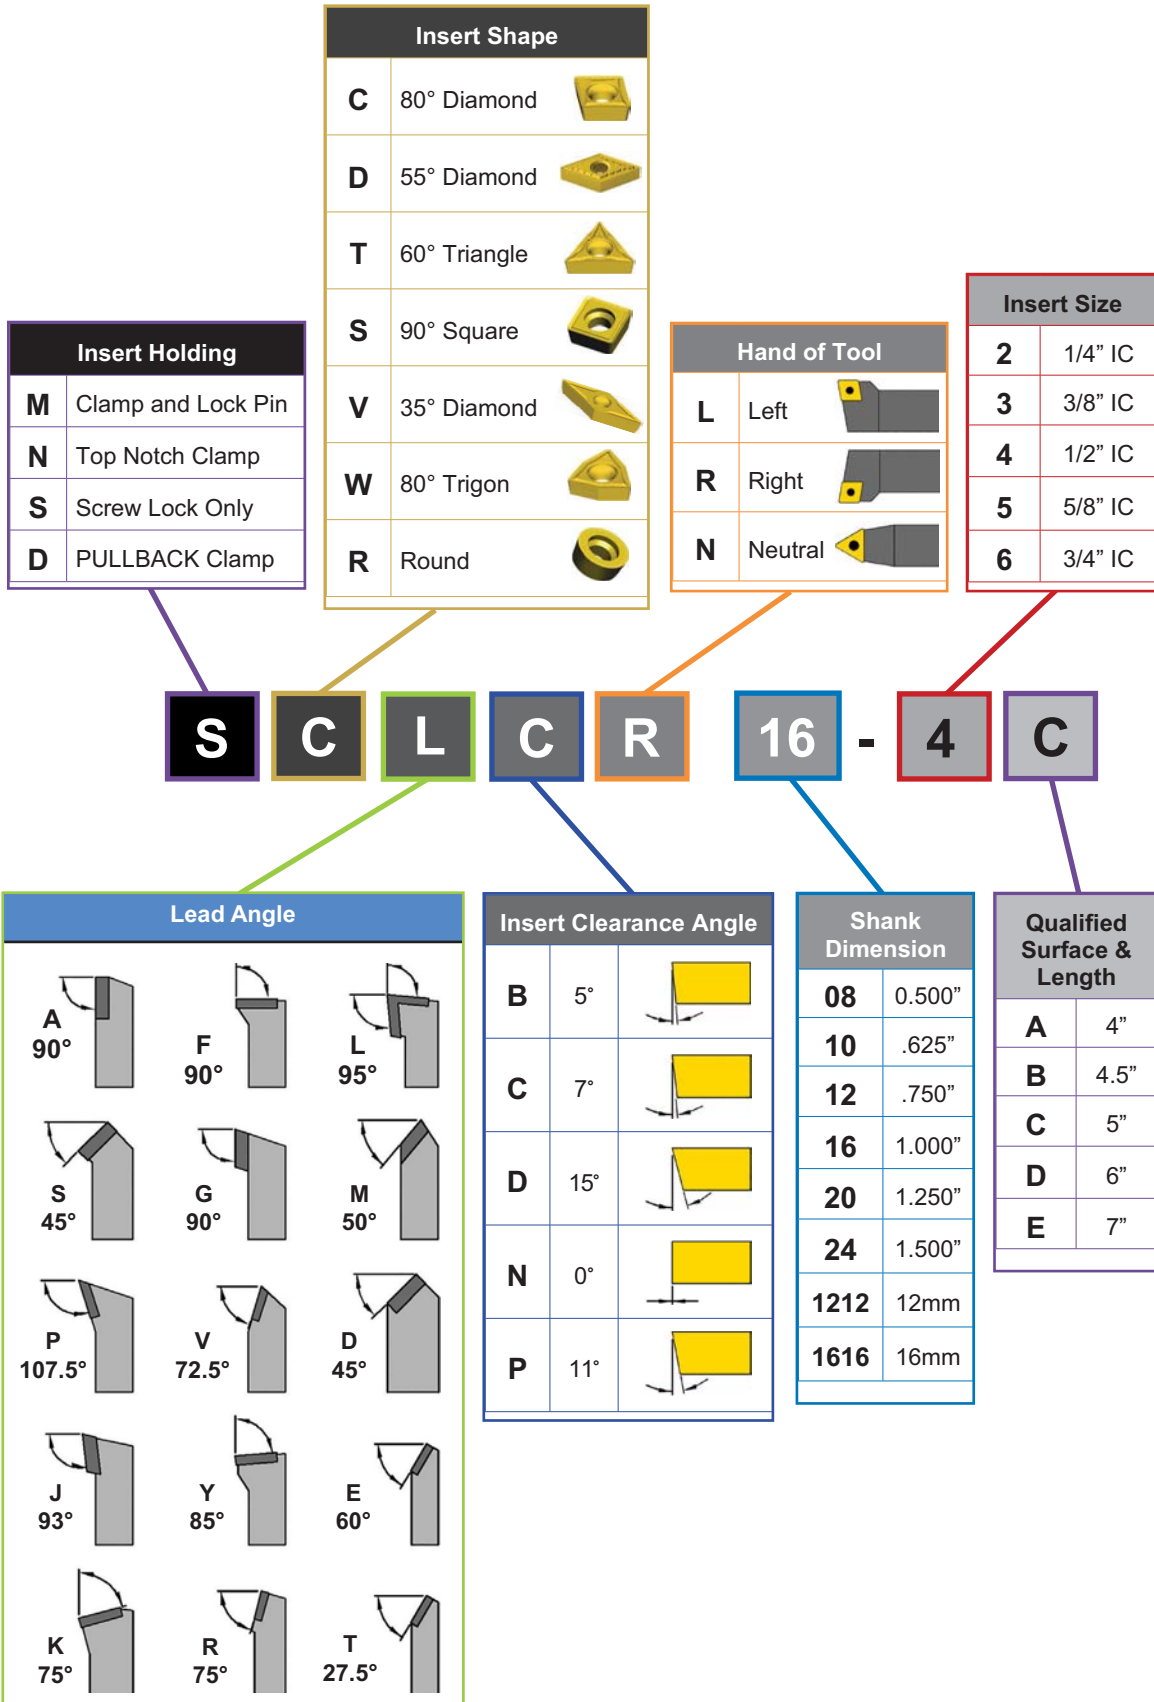 Insert Shape
C 80° Diamond
D 55° Diamond
T 60° Triangle
S 90° Square
V 35° Diamond
W 80° Trigon
R Round
Insert Holding
M Clamp and Lock Pin
N Top Notch Clamp
S Screw Lock Only
D PULLBACK Clamp
Hand of Tool
L Left
R Right
N Neutral
Insert Size
2 1/4” IC
3 3/8” IC
4 1/2” IC
5 5/8” IC
6 3/4” IC
S C L C R 16 - 4 C
Lead Angle
A
90°
F
90°
L
95°
S
45°
G
90°
M
50°
P
107.5°
V
72.5°
D
45°
J
93°
Y
85°
E
60°
K
75°
R
75°
T
27.5°
Insert Clearance Angle
B 5°
C 7°
D 15°
N 0°
P 11°
Shank
Dimension
08 0.500”
10 .625”
12 .750”
16 1.000”
20 1.250”
24 1.500”
1212 12mm
1616 16mm
Qualified
Surface &
Length
A 4”
B 4.5”
C 5”
D 6”
E 7”